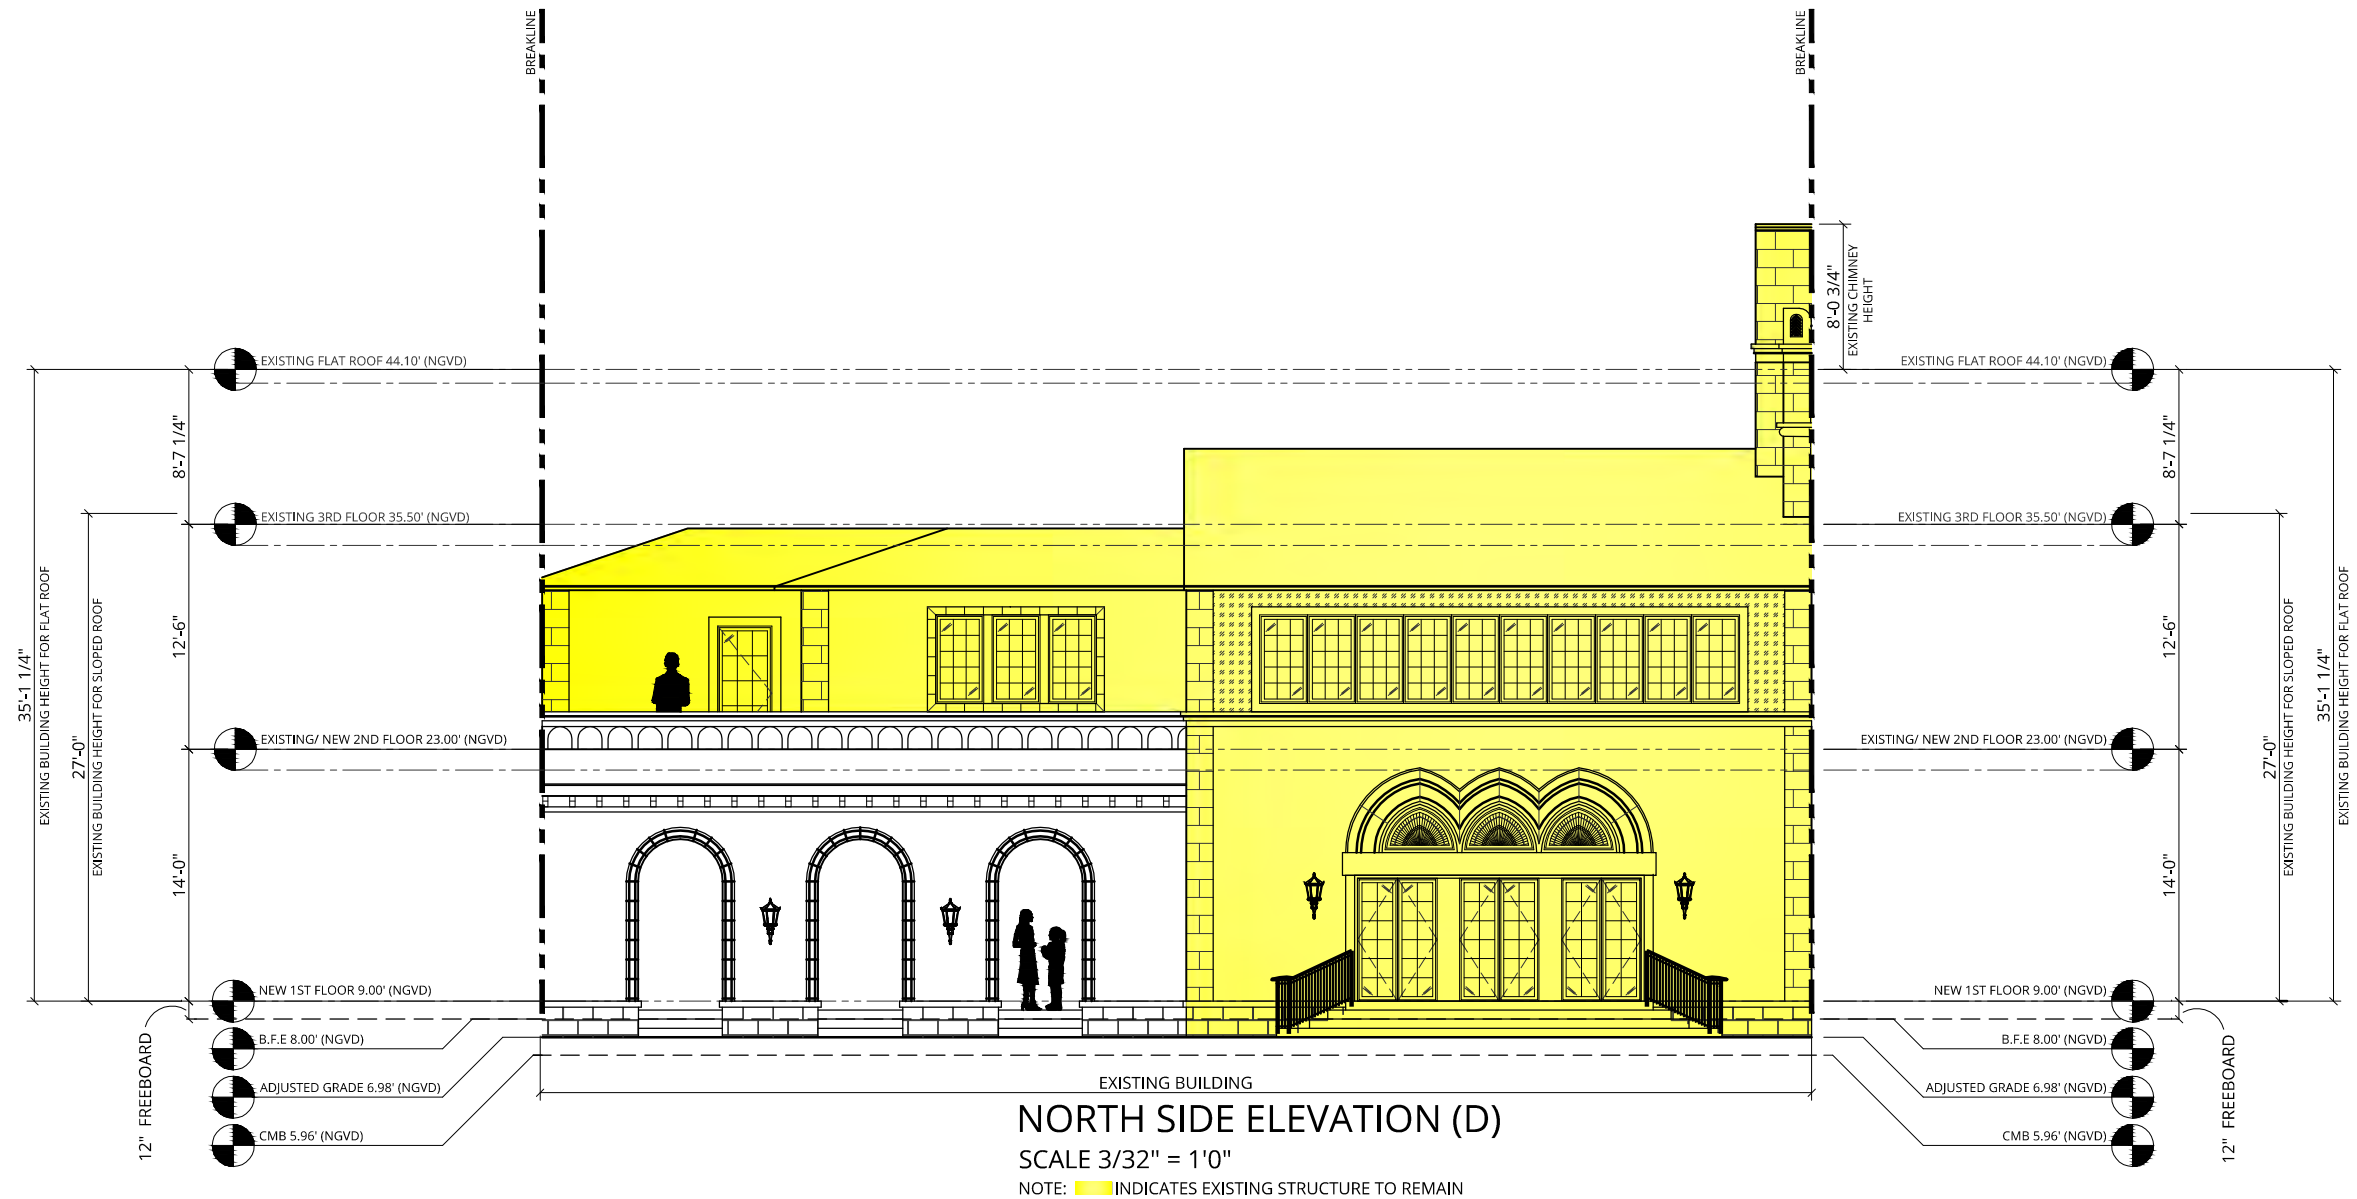 BREAKLINE
BREAKLINE
8'-0 3/4"
EXISTING CHIMNEY
HEIGHT
EXISTING FLAT ROOF 44.10' (NGVD)
EXISTING FLAT ROOF 44.10' (NGVD)
8'-7 1/4"
8'-7 1/4"
EXISTING 3RD FLOOR 35.50' (NGVD)
EXISTING 3RD FLOOR 35.50' (NGVD)
35'-1 1/4"
EXISTING BUILDING HEIGHT FOR FLAT ROOF
27'-0"
EXISTING BUILDING HEIGHT FOR SLOPED ROOF
12'-6"
12'-6"
27'-0"
EXISTING BUILDING HEIGHT FOR SLOPED ROOF
35'-1 1/4"
EXISTING BUILDING HEIGHT FOR FLAT ROOF
EXISTING/ NEW 2ND FLOOR 23.00' (NGVD)
EXISTING/ NEW 2ND FLOOR 23.00' (NGVD)
14'-0"
14'-0"
NEW 1ST FLOOR 9.00' (NGVD)
NEW 1ST FLOOR 9.00' (NGVD)
12" FREEBOARD
12" FREEBOARD
B.F.E 8.00' (NGVD)
B.F.E 8.00' (NGVD)
ADJUSTED GRADE 6.98' (NGVD)
ADJUSTED GRADE 6.98' (NGVD)
CMB 5.96' (NGVD)
CMB 5.96' (NGVD)
EXISTING BUILDING
NORTH SIDE ELEVATION (D)
SCALE 3/32" = 1'0"
NOTE: INDICATES EXISTING STRUCTURE TO REMAIN